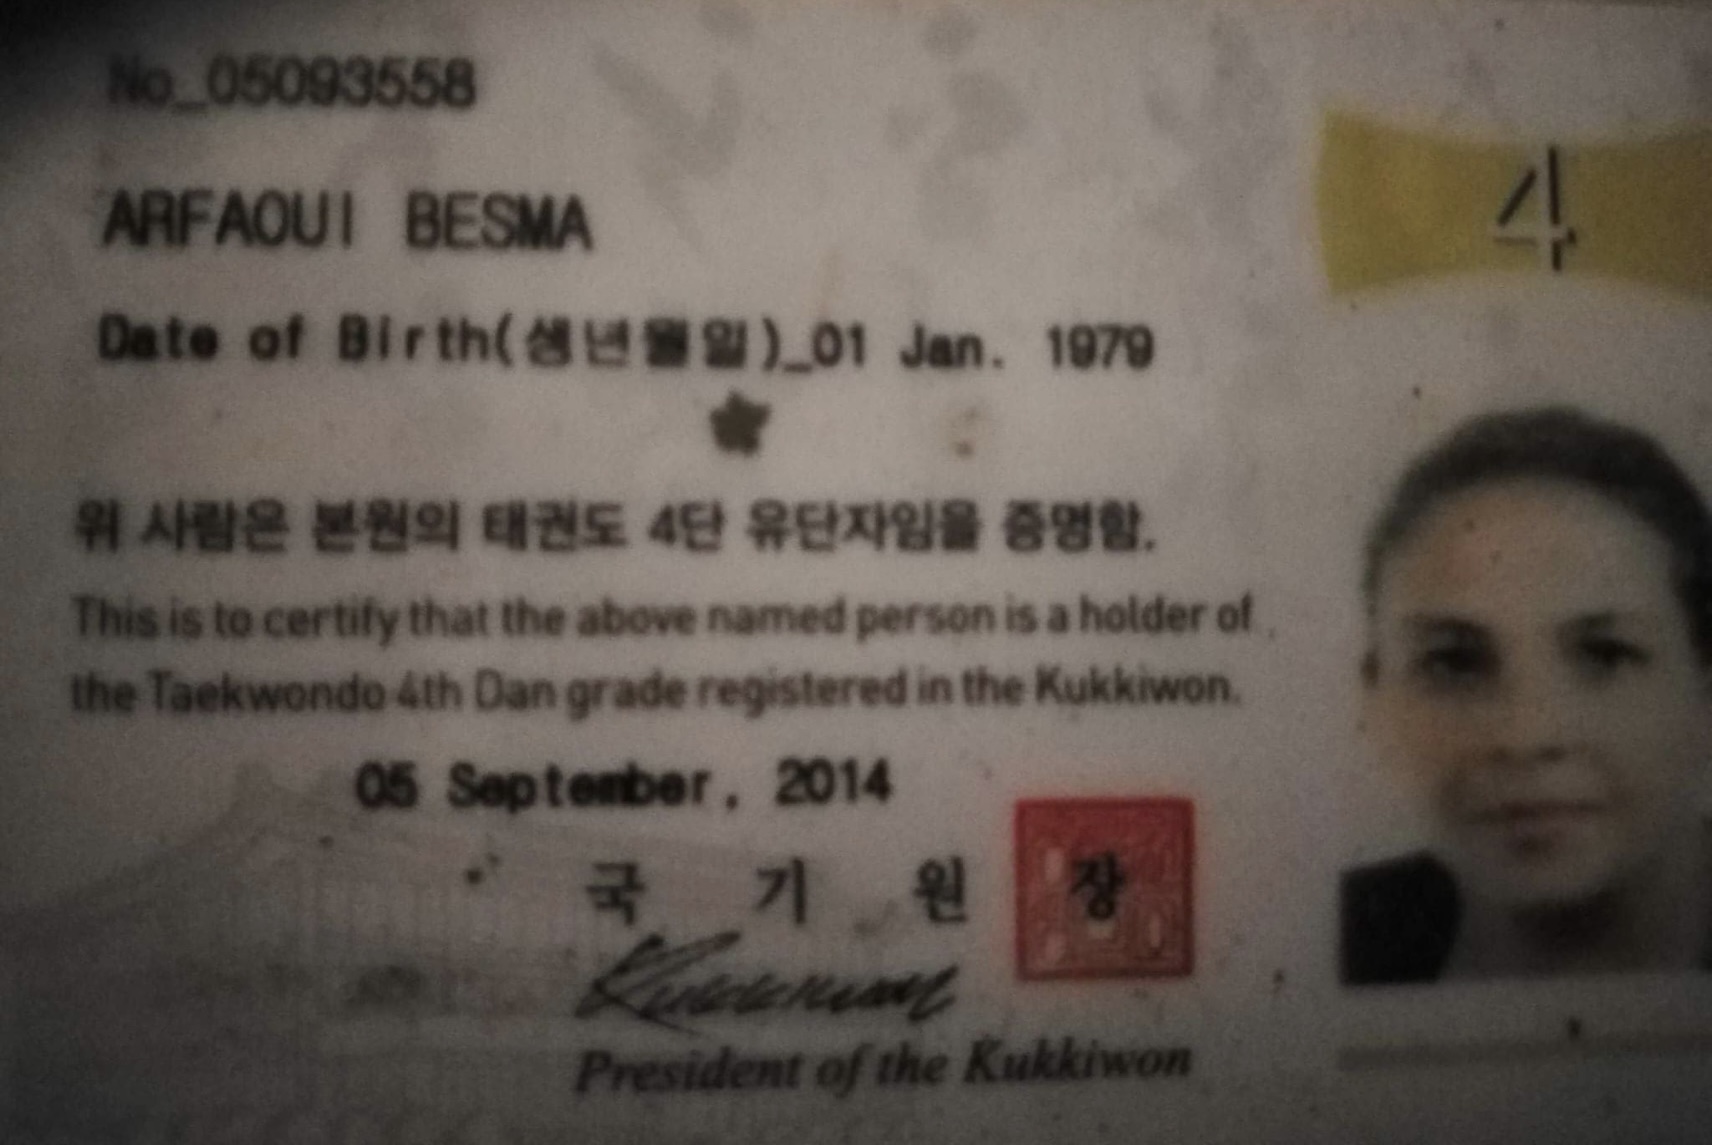 No_05093558
4
ARFAOUI BESMA
Date of Birth(생년월일)_01 Jan. 1979
위 사람은 본원의 태권도 4단 유단자임을 증명함.
This is to certify that the above named person is a holder of
the Taekwondo 4th Dan grade registered in the Kukkiwon.
05 September, 2014
국 기 원 장
Kukkiwon
President of the Kukkiwon